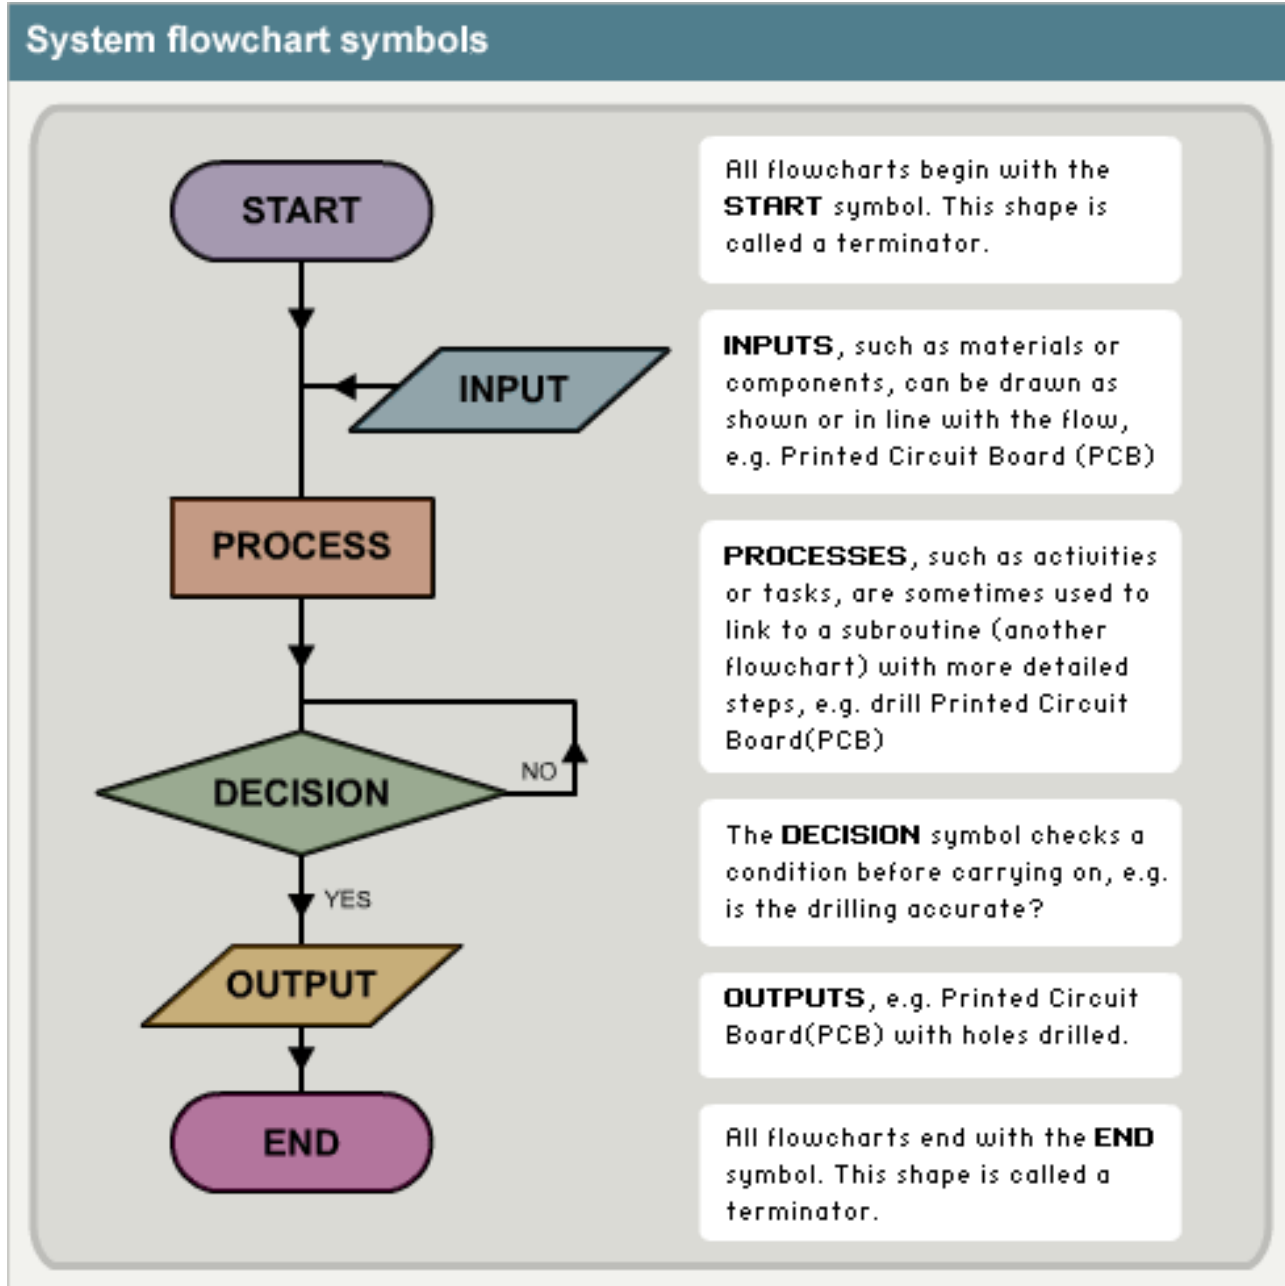 System flowchart symbols
START
All flowcharts begin with the
START symbol. This shape is
called a terminator.
INPUT
INPUTS, such as materials or
components, can be drawn as
shown or in line with the flow,
e.g. Printed Circuit Board (PCB)
PROCESS
PROCESSES, such as activities
or tasks, are sometimes used to
link to a subroutine (another
flowchart) with more detailed
steps, e.g. drill Printed Circuit
Board(PCB)
DECISION
NO
YES
The DECISION symbol checks a
condition before carrying on, e.g.
is the drilling accurate?
OUTPUT
OUTPUTS, e.g. Printed Circuit
Board(PCB) with holes drilled.
END
All flowcharts end with the END
symbol. This shape is called a
terminator.